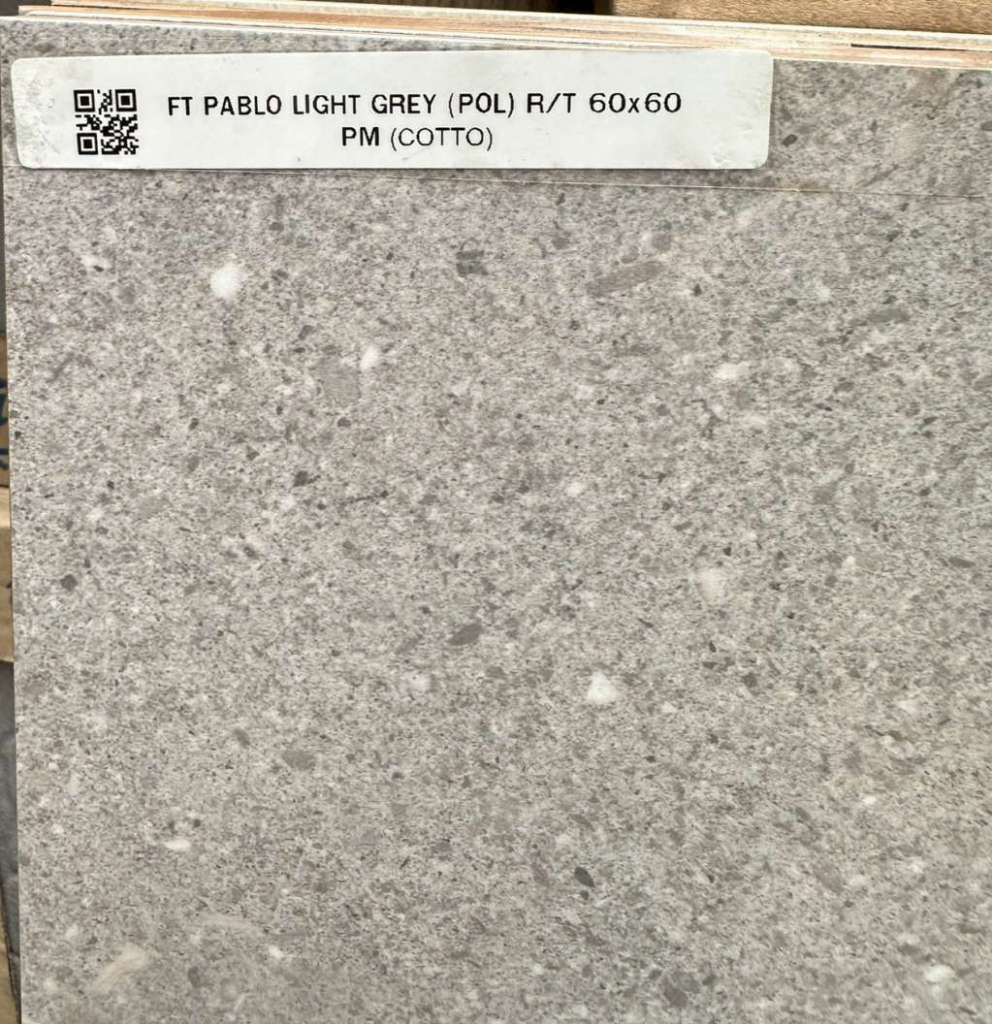 FT PABLO LIGHT GREY (POL) R/T 60x60
PM (COTTO)